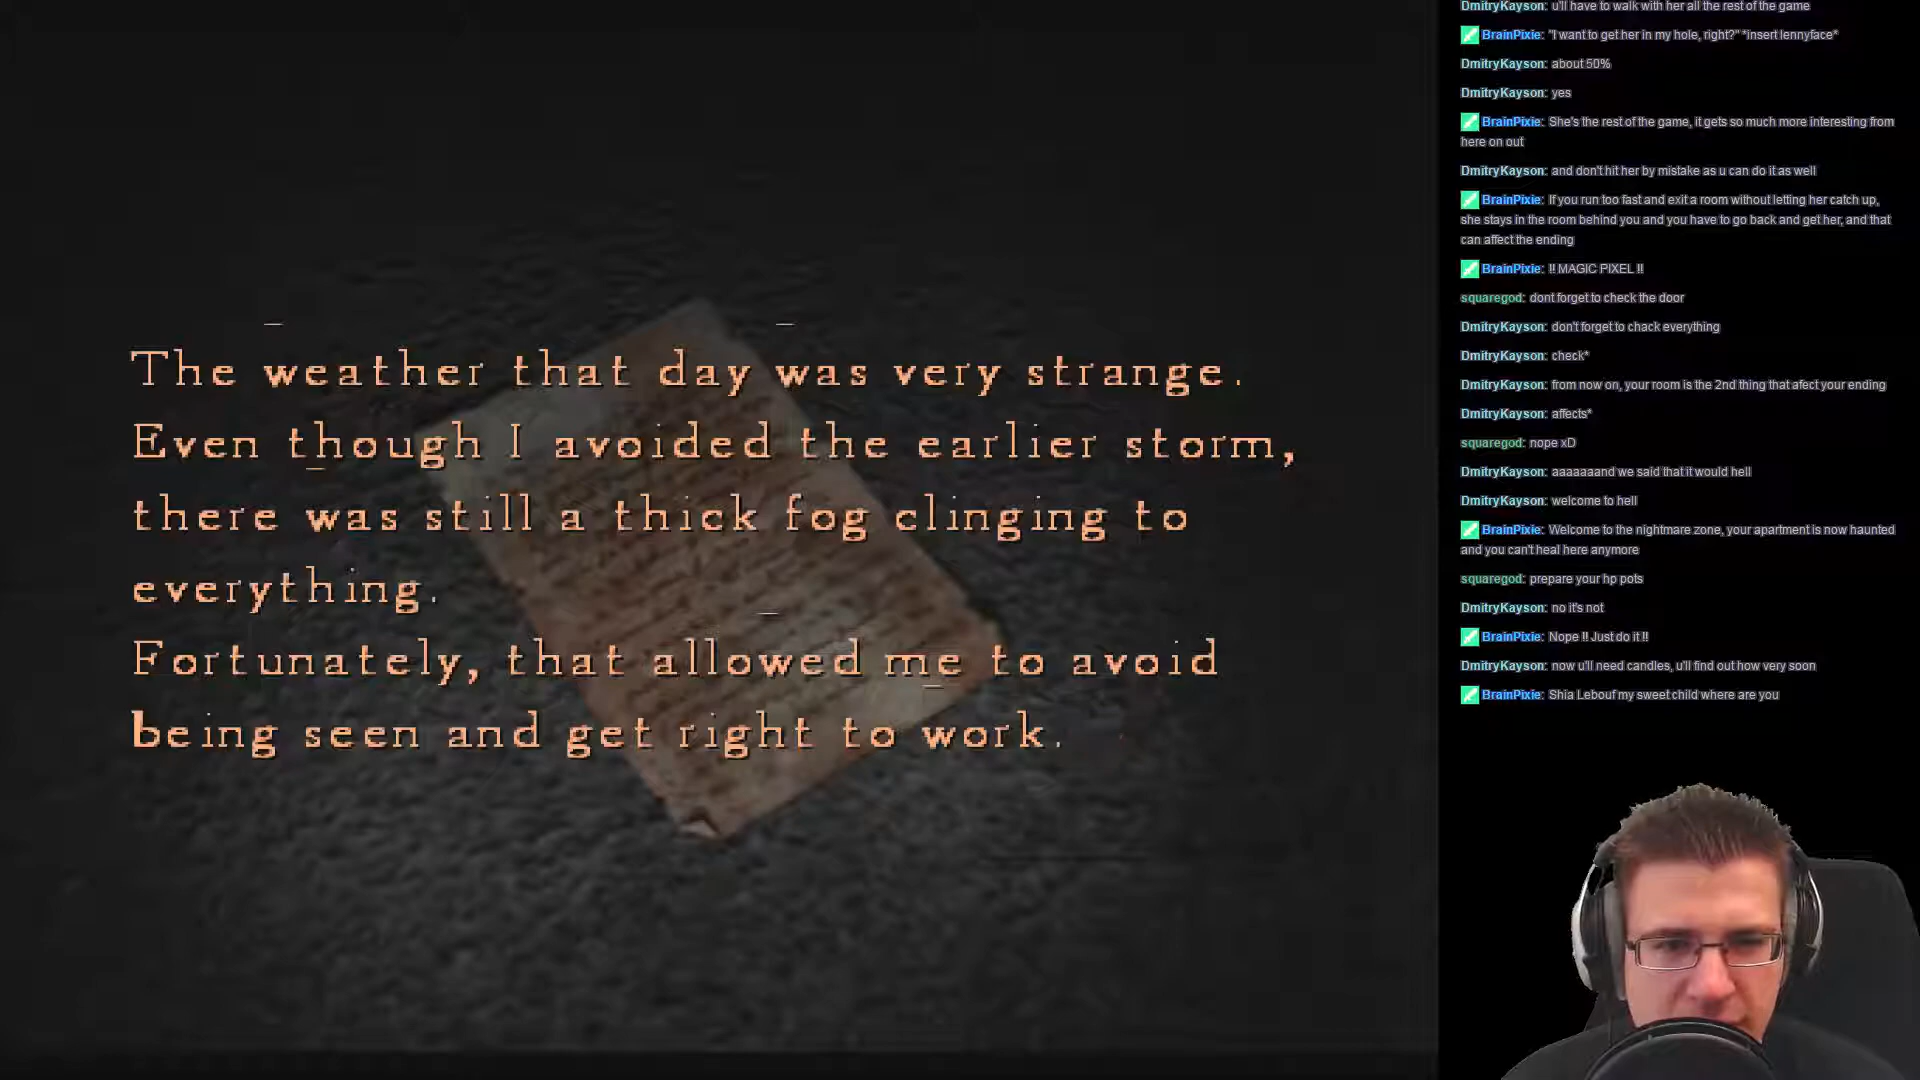 The weather that day was very strange.
Even though I avoided the earlier storm,
there was still a thick fog clinging to
everything.
Fortunately, that allowed me to avoid
being seen and get right to work.
DmitryKayson: u'll have to walk with her all the rest of the game
BrainPixie: "I want to get her in my hole, right?" *insert lennyface*
DmitryKayson: about 50%
DmitryKayson: yes
BrainPixie: She's the rest of the game, it gets so much more interesting from
here on out
DmitryKayson: and don't hit her by mistake as u can do it as well
BrainPixie: If you run too fast and exit a room without letting her catch up,
she stays in the room behind you and you have to go back and get her, and that
can affect the ending
BrainPixie: !! MAGIC PIXEL !!
squaregod: dont forget to check the door
DmitryKayson: don't forget to chack everything
DmitryKayson: check*
DmitryKayson: from now on, your room is the 2nd thing that afect your ending
DmitryKayson: affects*
squaregod: nope xD
DmitryKayson: aaaaaaand we said that it would hell
DmitryKayson: welcome to hell
BrainPixie: Welcome to the nightmare zone, your apartment is now haunted
and you can't heal here anymore
squaregod: prepare your hp pots
DmitryKayson: no it's not
BrainPixie: Nope !! Just do it !!
DmitryKayson: now u'll need candles, u'll find out how very soon
BrainPixie: Shia Lebouf my sweet child where are you